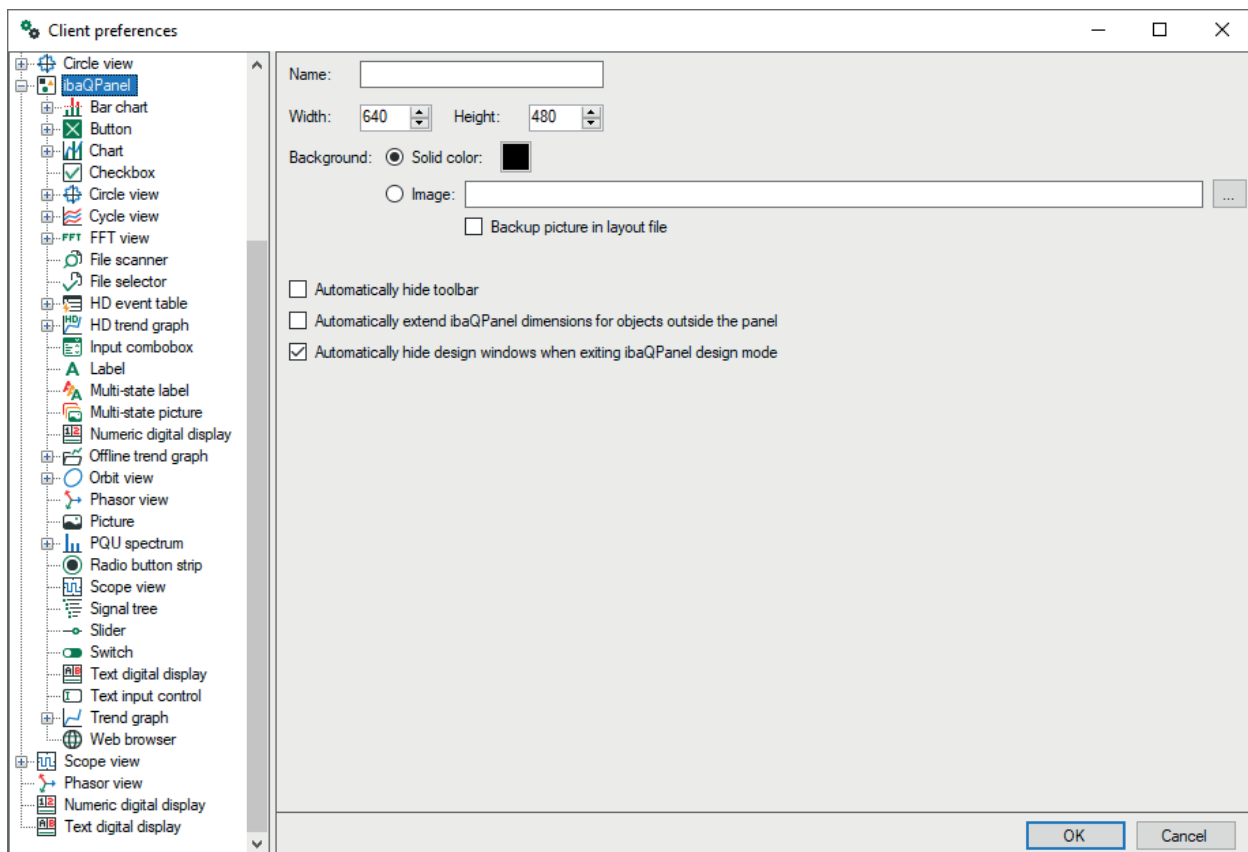 Client preferences
Circle view
ibaQPanel
Bar chart
Button
Chart
Checkbox
Circle view
Cycle view
FFT FFT view
File scanner
File selector
HD event table
HD HD trend graph
Input combobox
A Label
AA Multi-state label
Multi-state picture
12 Numeric digital display
Offline trend graph
Orbit view
Phasor view
Picture
PQU spectrum
Radio button strip
Scope view
Signal tree
Slider
Switch
AB Text digital display
I Text input control
Trend graph
Web browser
Scope view
Phasor view
12 Numeric digital display
AB Text digital display
Name:
Width: 640 Height: 480
Background: Solid color:
Image: ...
Backup picture in layout file
Automatically hide toolbar
Automatically extend ibaQPanel dimensions for objects outside the panel
Automatically hide design windows when exiting ibaQPanel design mode
OK Cancel